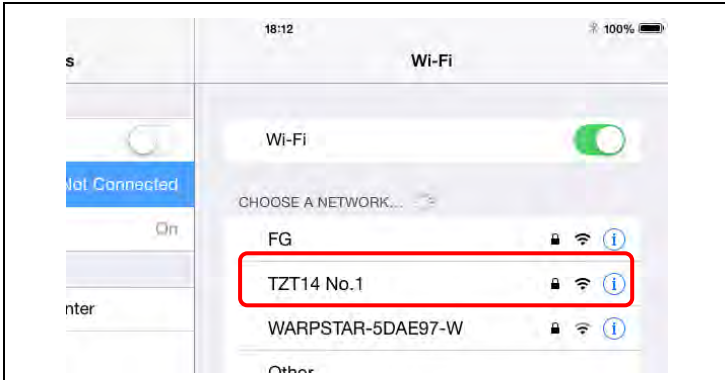 18:12
100%
s
Wi-Fi
Wi-Fi
Not Connected
CHOOSE A NETWORK...
On
FG
TZT14 No.1
nter
WARPSTAR-5DAE97-W
Other